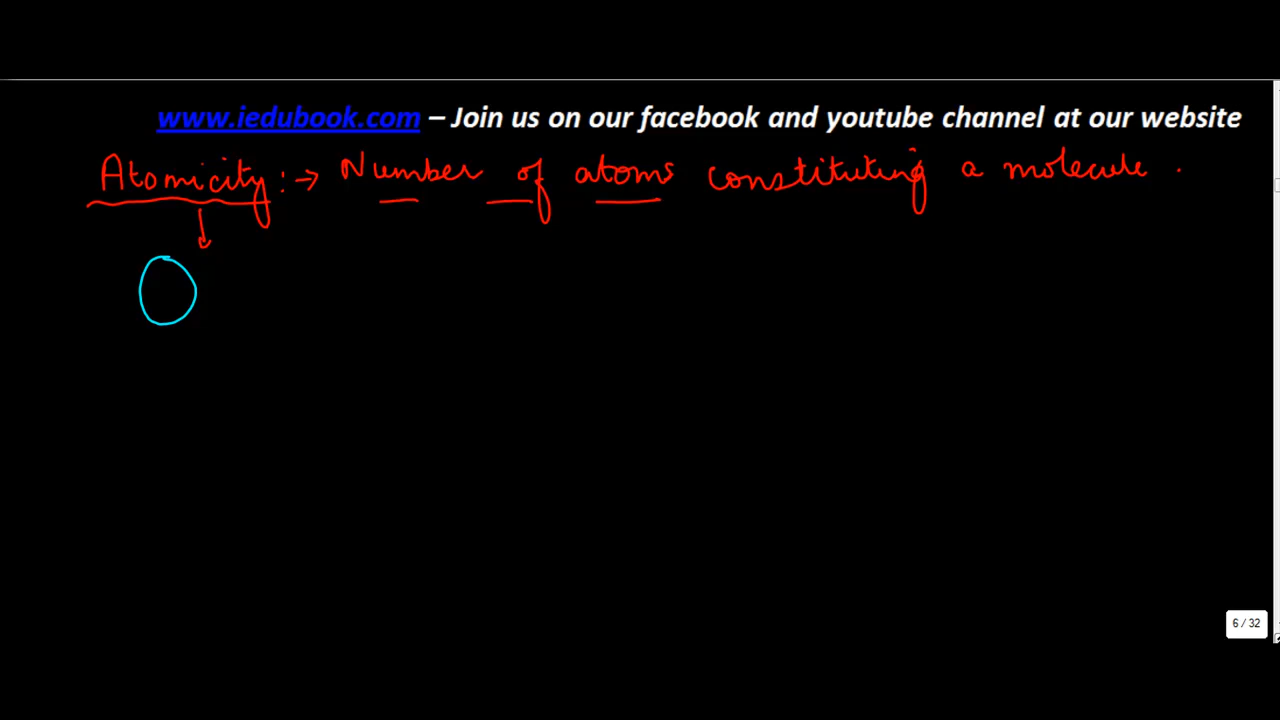 www.iedubook.com – Join us on our facebook and youtube channel at our website
Atomicity :→ Number of atoms constituting a molecule .
6 / 32